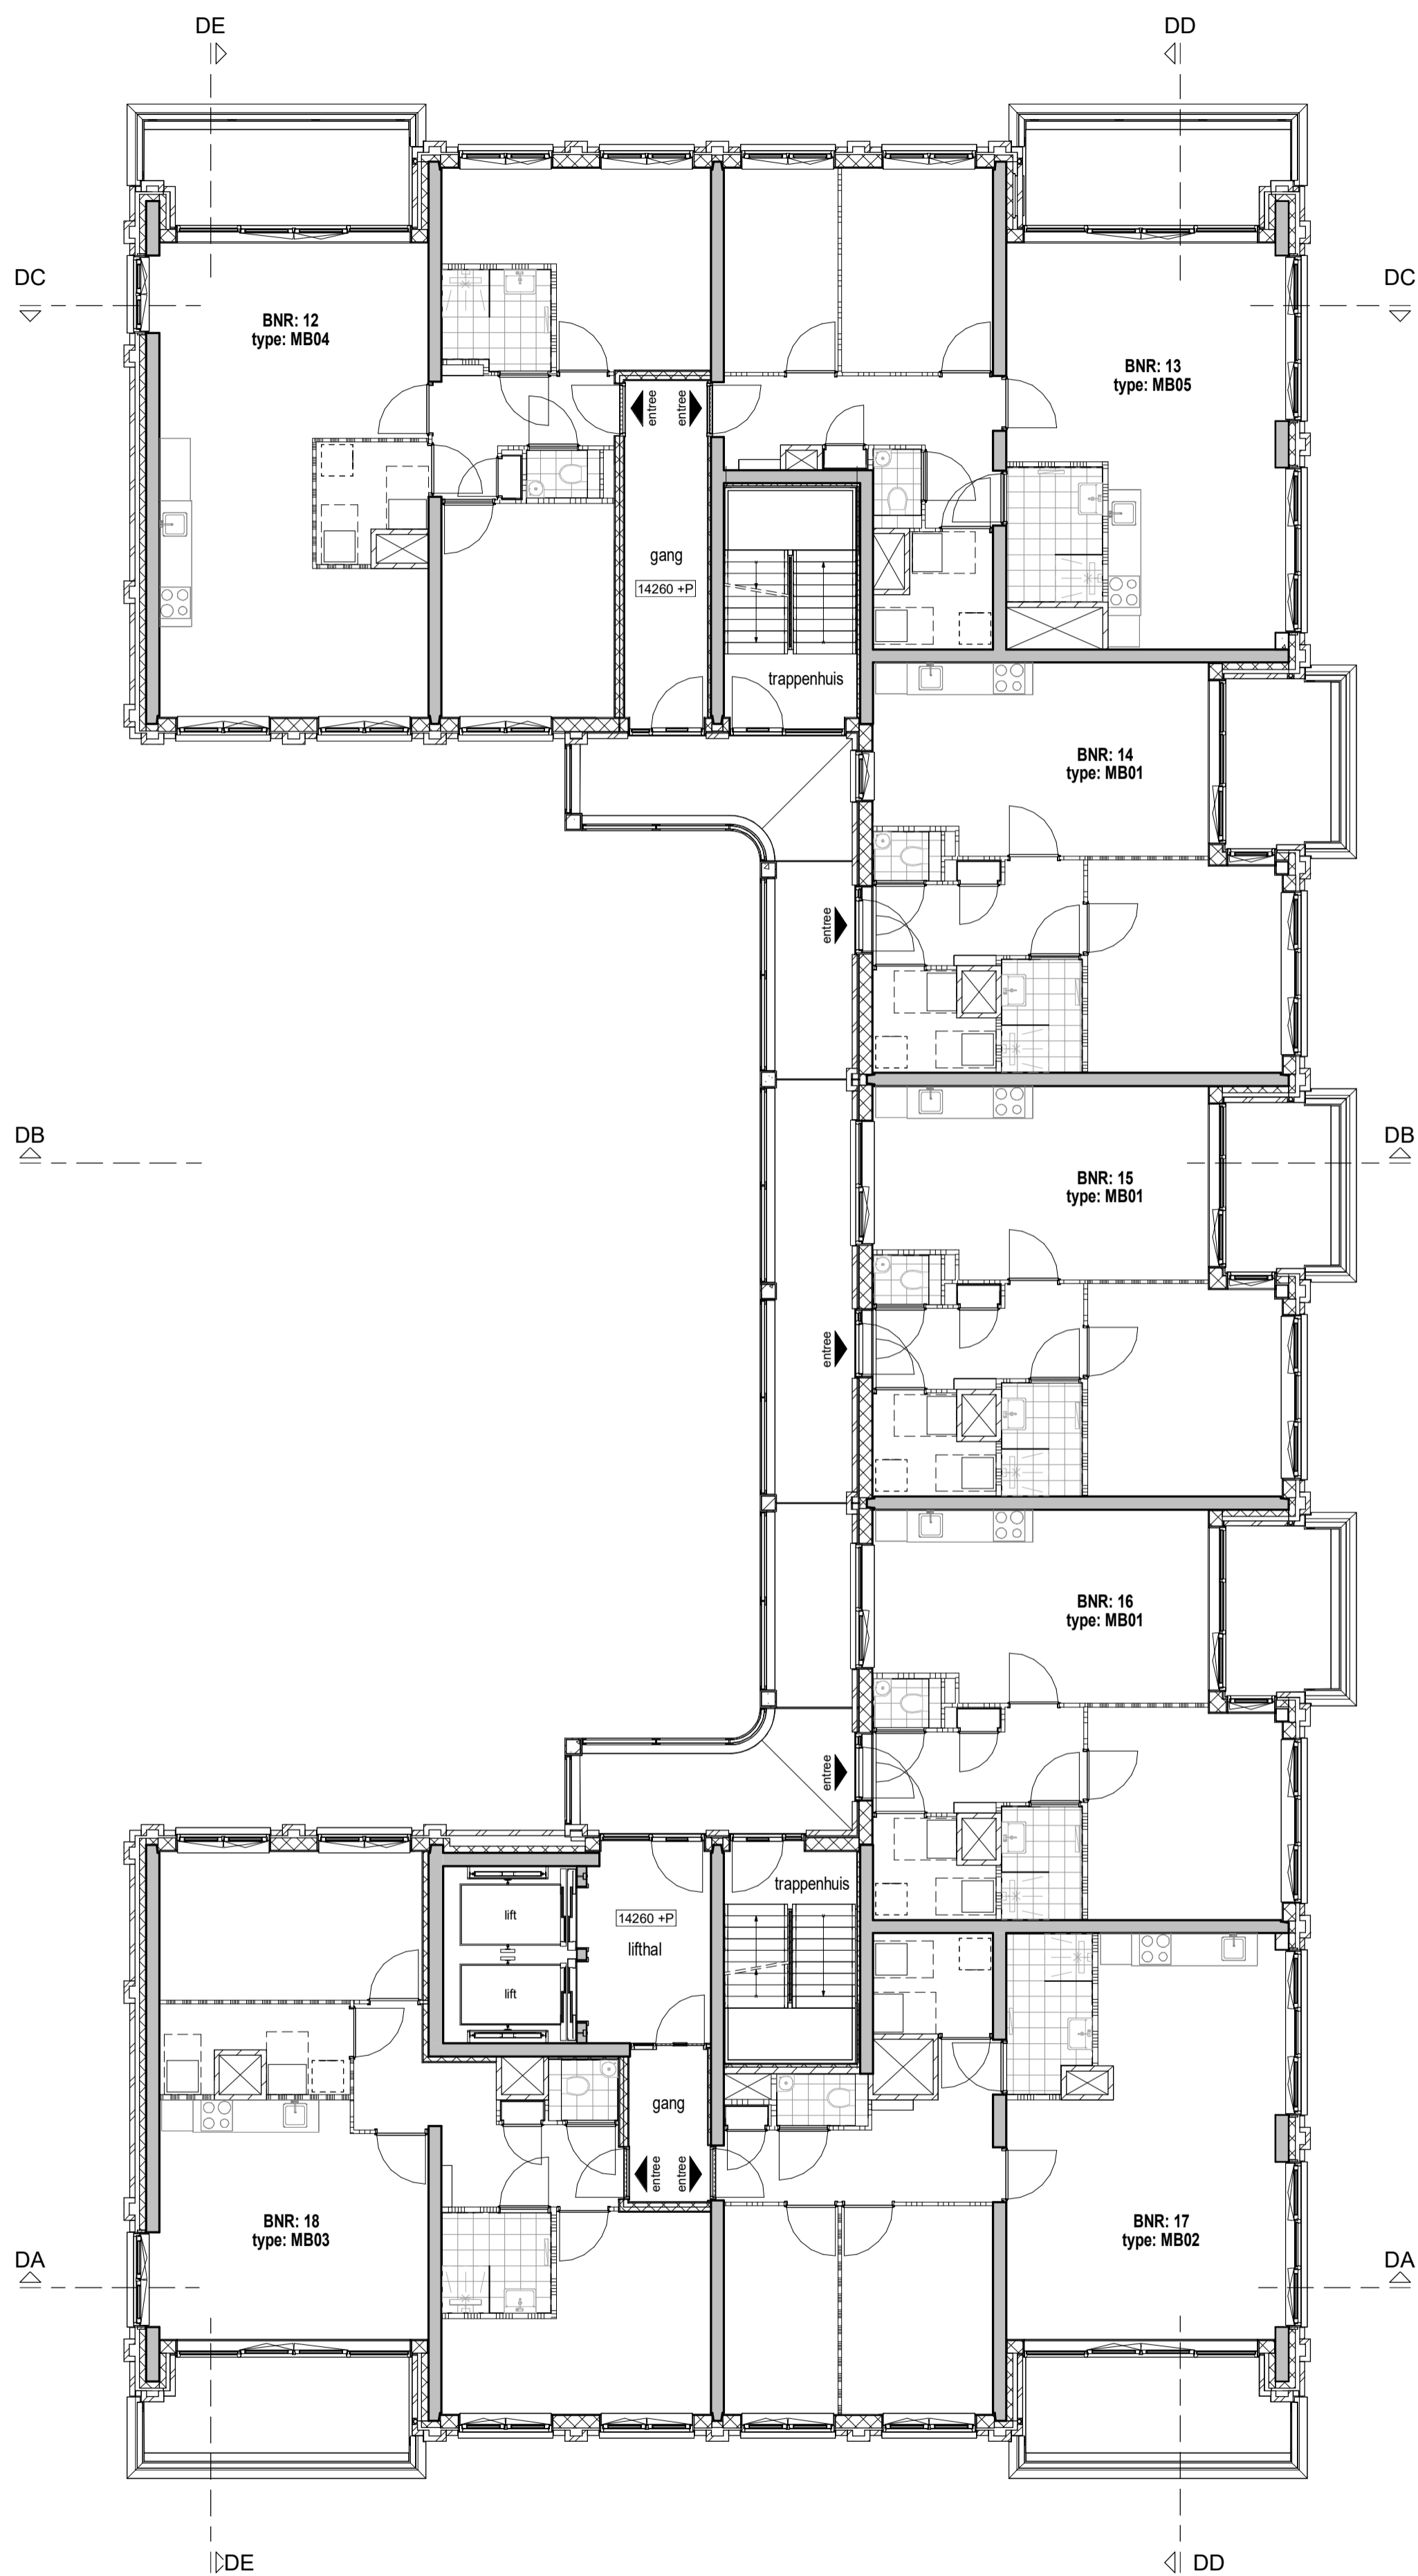 DE
DD
DC
DC
BNR: 12
type: MB04
BNR: 13
type: MB05
entree
entree
gang
14260 +P
trappenhuis
BNR: 14
type: MB01
entree
DB
DB
BNR: 15
type: MB01
entree
BNR: 16
type: MB01
entree
trappenhuis
lift
14260 +P
lifthal
lift
gang
entree
entree
BNR: 18
type: MB03
BNR: 17
type: MB02
DA
DA
DE
DD